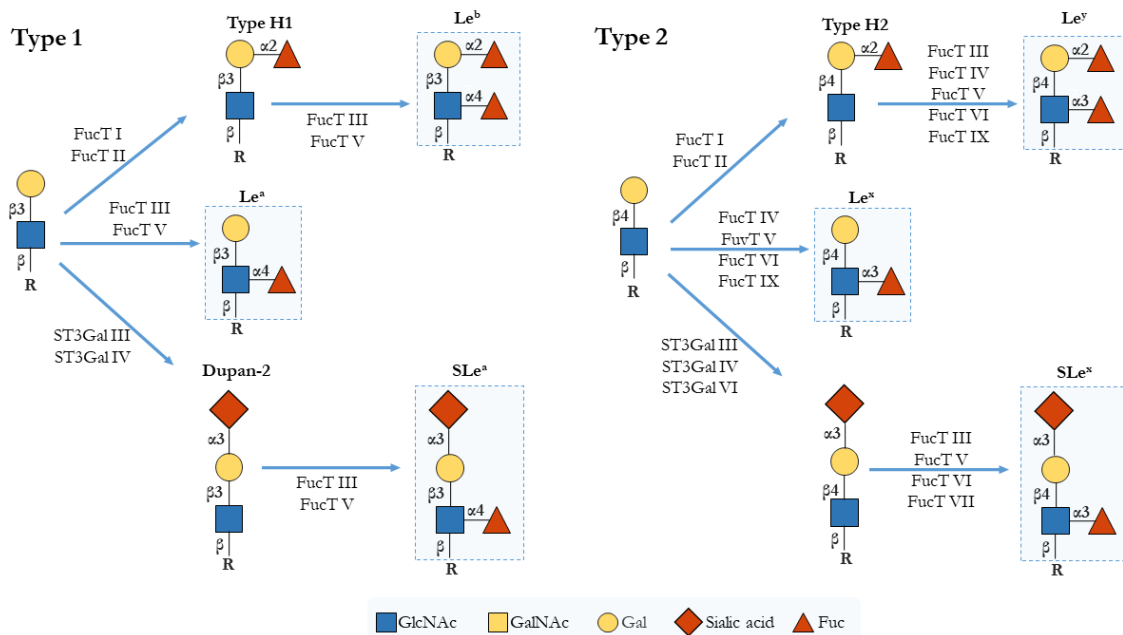 Type 1
Type H1
Le^b
α2
β3
β
R
FucT III
FucT V
α2
β3
α4
β
R
FucT I
FucT II
β3
β
R
FucT III
FucT V
Le^a
β3
α4
β
R
ST3Gal III
ST3Gal IV
Dupan-2
α3
β3
β
R
FucT III
FucT V
SLe^a
α3
β3
α4
β
R
Type 2
Type H2
Le^y
α2
β4
β
R
FucT III
FucT IV
FucT V
FucT VI
FucT IX
α2
β4
α3
β
R
FucT I
FucT II
β4
β
R
FucT IV
FuvT V
FucT VI
FucT IX
Le^x
β4
α3
β
R
ST3Gal III
ST3Gal IV
ST3Gal VI
α3
β4
β
R
FucT III
FucT V
FucT VI
FucT VII
SLe^x
α3
β4
α3
β
R
GlcNAc GalNAc Gal Sialic acid Fuc